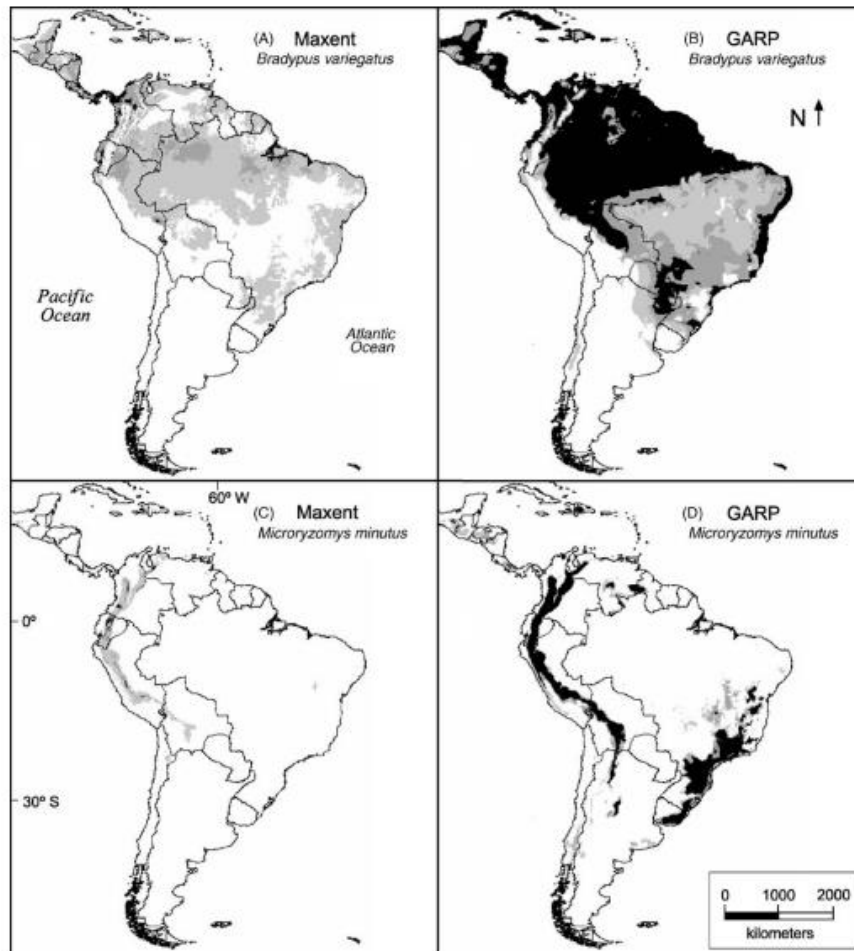 (A) Maxent
Bradypus variegatus
Pacific
Ocean
Atlantic
Ocean
(B) GARP
Bradypus variegatus
N
60º W
(C) Maxent
Microryzomys minutus
0º
30º S
(D) GARP
Microryzomys minutus
0 1000 2000
kilometers